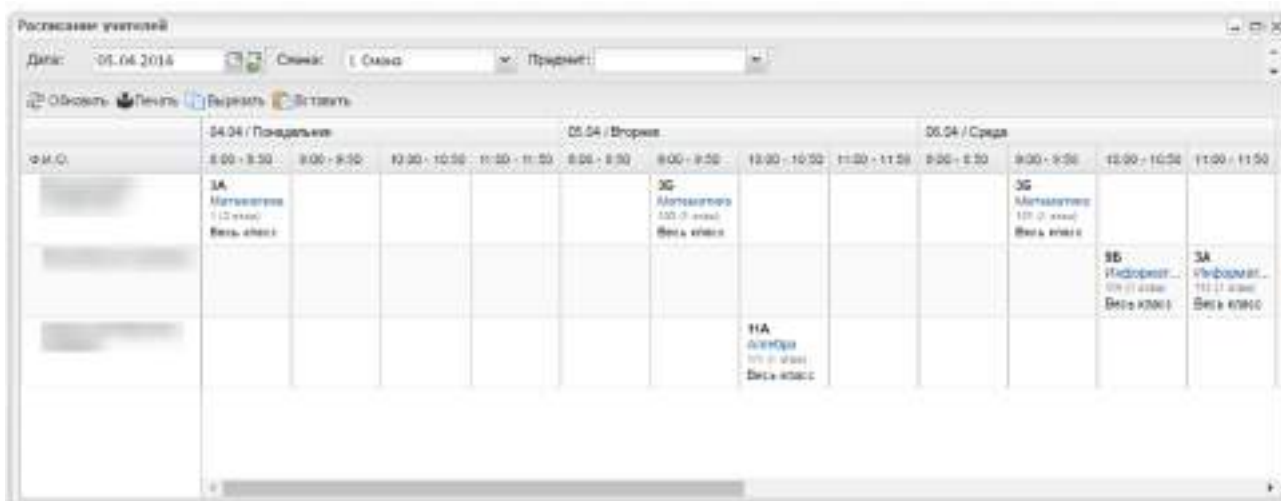 Расписание учителей
Дата: 05.04.2016 Смена: 1 Смена Предмет:
Обновить Печать Вырезать Вставить
04.04 / Понедельник 05.04 / Вторник 06.04 / Среда
Ф.И.О. 8:00 - 8:50 9:00 - 9:50 10:00 - 10:50 11:00 - 11:50 8:00 - 8:50 9:00 - 9:50 10:00 - 10:50 11:00 - 11:50 8:00 - 8:50 9:00 - 9:50 10:00 - 10:50 11:00 - 11:50
3А 3Б 3Б
Математика Математика Математика
Весь класс Весь класс Весь класс
9Б 3А
Информат... Информат...
Весь класс Весь класс
11А
Алгебра
Весь класс